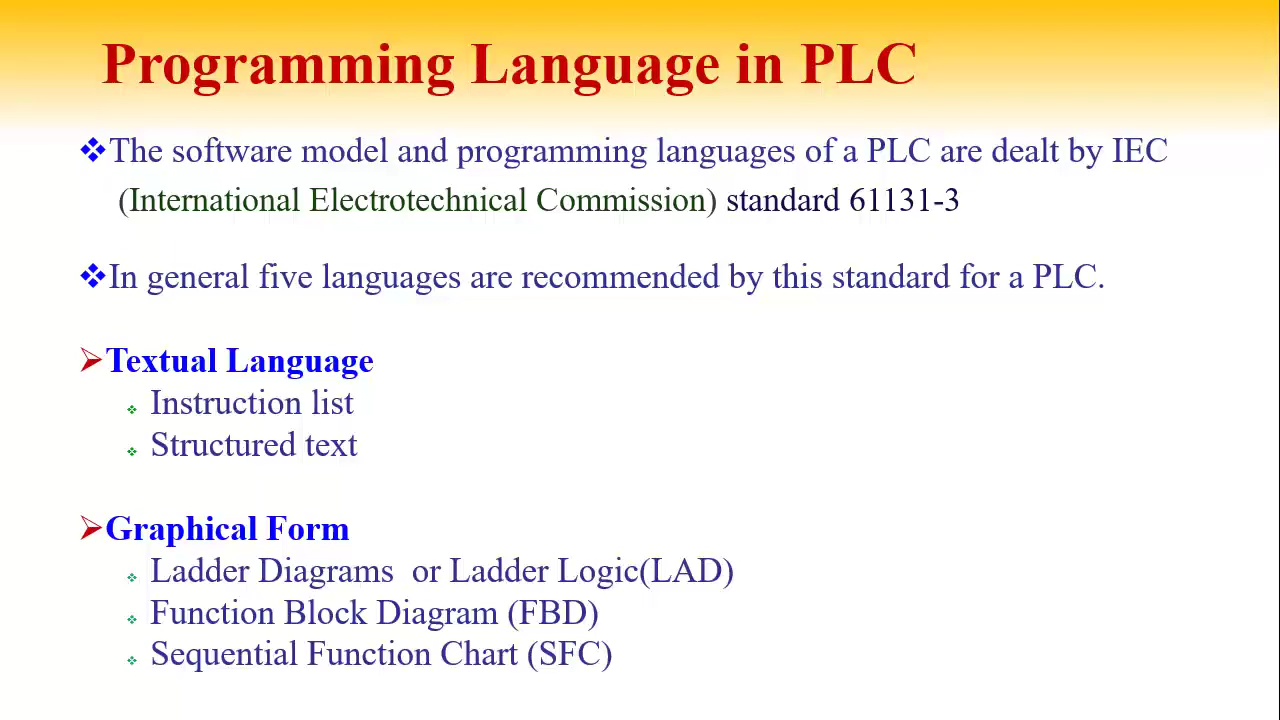 Programming Language in PLC
The software model and programming languages of a PLC are dealt by IEC
(International Electrotechnical Commission) standard 61131-3
In general five languages are recommended by this standard for a PLC.
Textual Language
Instruction list
Structured text
Graphical Form
Ladder Diagrams or Ladder Logic(LAD)
Function Block Diagram (FBD)
Sequential Function Chart (SFC)